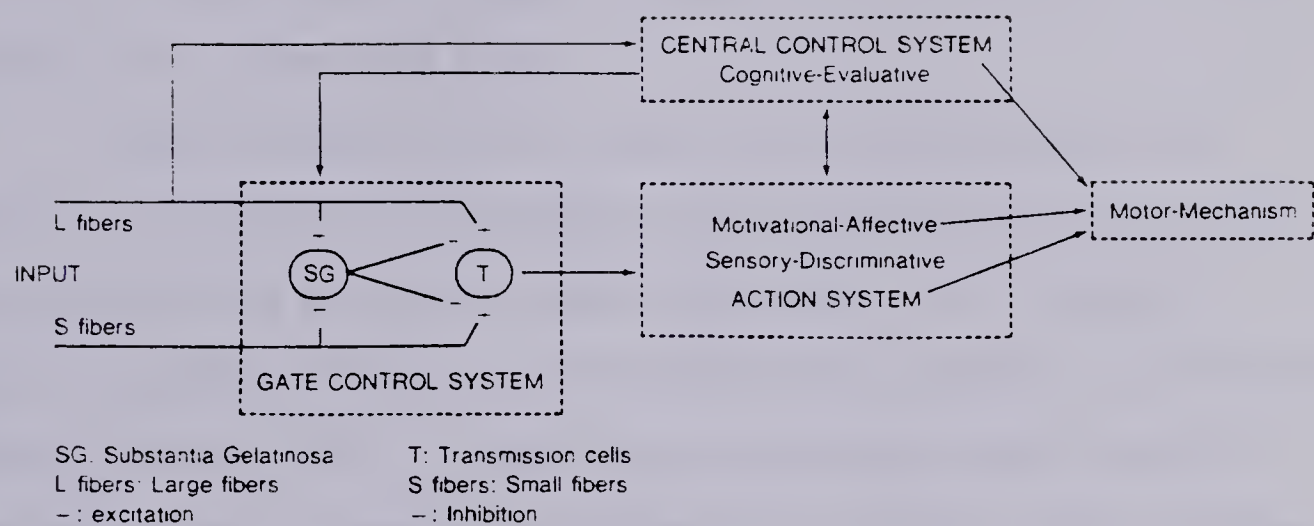 CENTRAL CONTROL SYSTEM
Cognitive-Evaluative
L fibers
INPUT
S fibers
SG
T
GATE CONTROL SYSTEM
Motivational-Affective
Sensory-Discriminative
ACTION SYSTEM
Motor-Mechanism
SG. Substantia Gelatinosa T: Transmission cells
L fibers: Large fibers S fibers: Small fibers
– : excitation – : Inhibition